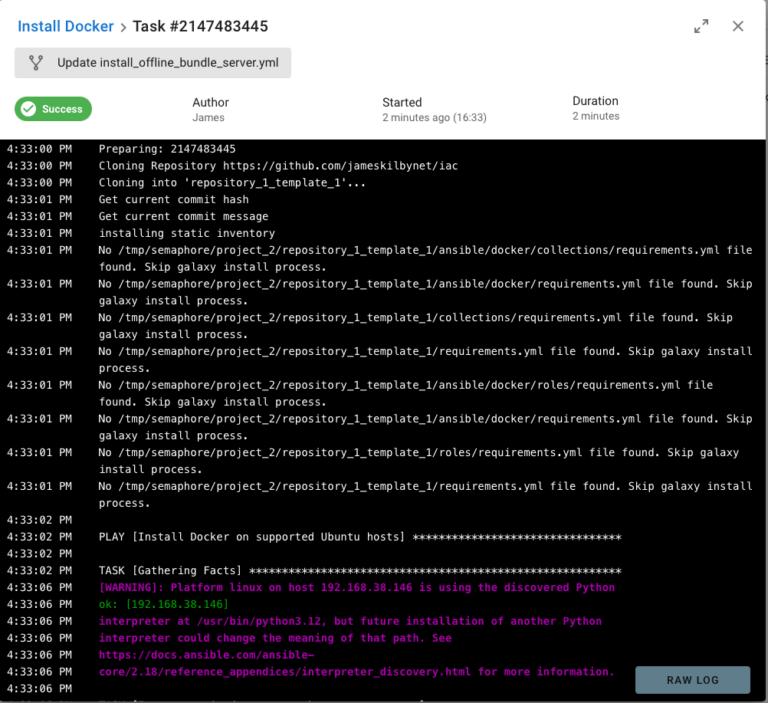 Install Docker > Task #2147483445
Update install_offline_bundle_server.yml
Success
Author
James
Started
2 minutes ago (16:33)
Duration
2 minutes
4:33:00 PM Preparing: 2147483445
4:33:00 PM Cloning Repository https://github.com/jameskilbynet/iac
4:33:00 PM Cloning into 'repository_1_template_1'...
4:33:01 PM Get current commit hash
4:33:01 PM Get current commit message
4:33:01 PM installing static inventory
4:33:01 PM No /tmp/semaphore/project_2/repository_1_template_1/ansible/docker/collections/requirements.yml file
found. Skip galaxy install process.
4:33:01 PM No /tmp/semaphore/project_2/repository_1_template_1/ansible/docker/requirements.yml file found. Skip
galaxy install process.
4:33:01 PM No /tmp/semaphore/project_2/repository_1_template_1/collections/requirements.yml file found. Skip
galaxy install process.
4:33:01 PM No /tmp/semaphore/project_2/repository_1_template_1/requirements.yml file found. Skip galaxy install
process.
4:33:01 PM No /tmp/semaphore/project_2/repository_1_template_1/ansible/docker/roles/requirements.yml file
found. Skip galaxy install process.
4:33:01 PM No /tmp/semaphore/project_2/repository_1_template_1/ansible/docker/requirements.yml file found. Skip
galaxy install process.
4:33:01 PM No /tmp/semaphore/project_2/repository_1_template_1/roles/requirements.yml file found. Skip galaxy
install process.
4:33:01 PM No /tmp/semaphore/project_2/repository_1_template_1/requirements.yml file found. Skip galaxy install
process.
4:33:02 PM
4:33:02 PM PLAY [Install Docker on supported Ubuntu hosts] ********************************
4:33:02 PM
4:33:02 PM TASK [Gathering Facts] *********************************************************
4:33:06 PM [WARNING]: Platform linux on host 192.168.38.146 is using the discovered Python
4:33:06 PM ok: [192.168.38.146]
4:33:06 PM interpreter at /usr/bin/python3.12, but future installation of another Python
4:33:06 PM interpreter could change the meaning of that path. See
4:33:06 PM https://docs.ansible.com/ansible-
4:33:06 PM core/2.18/reference_appendices/interpreter_discovery.html for more information.
4:33:06 PM
RAW LOG